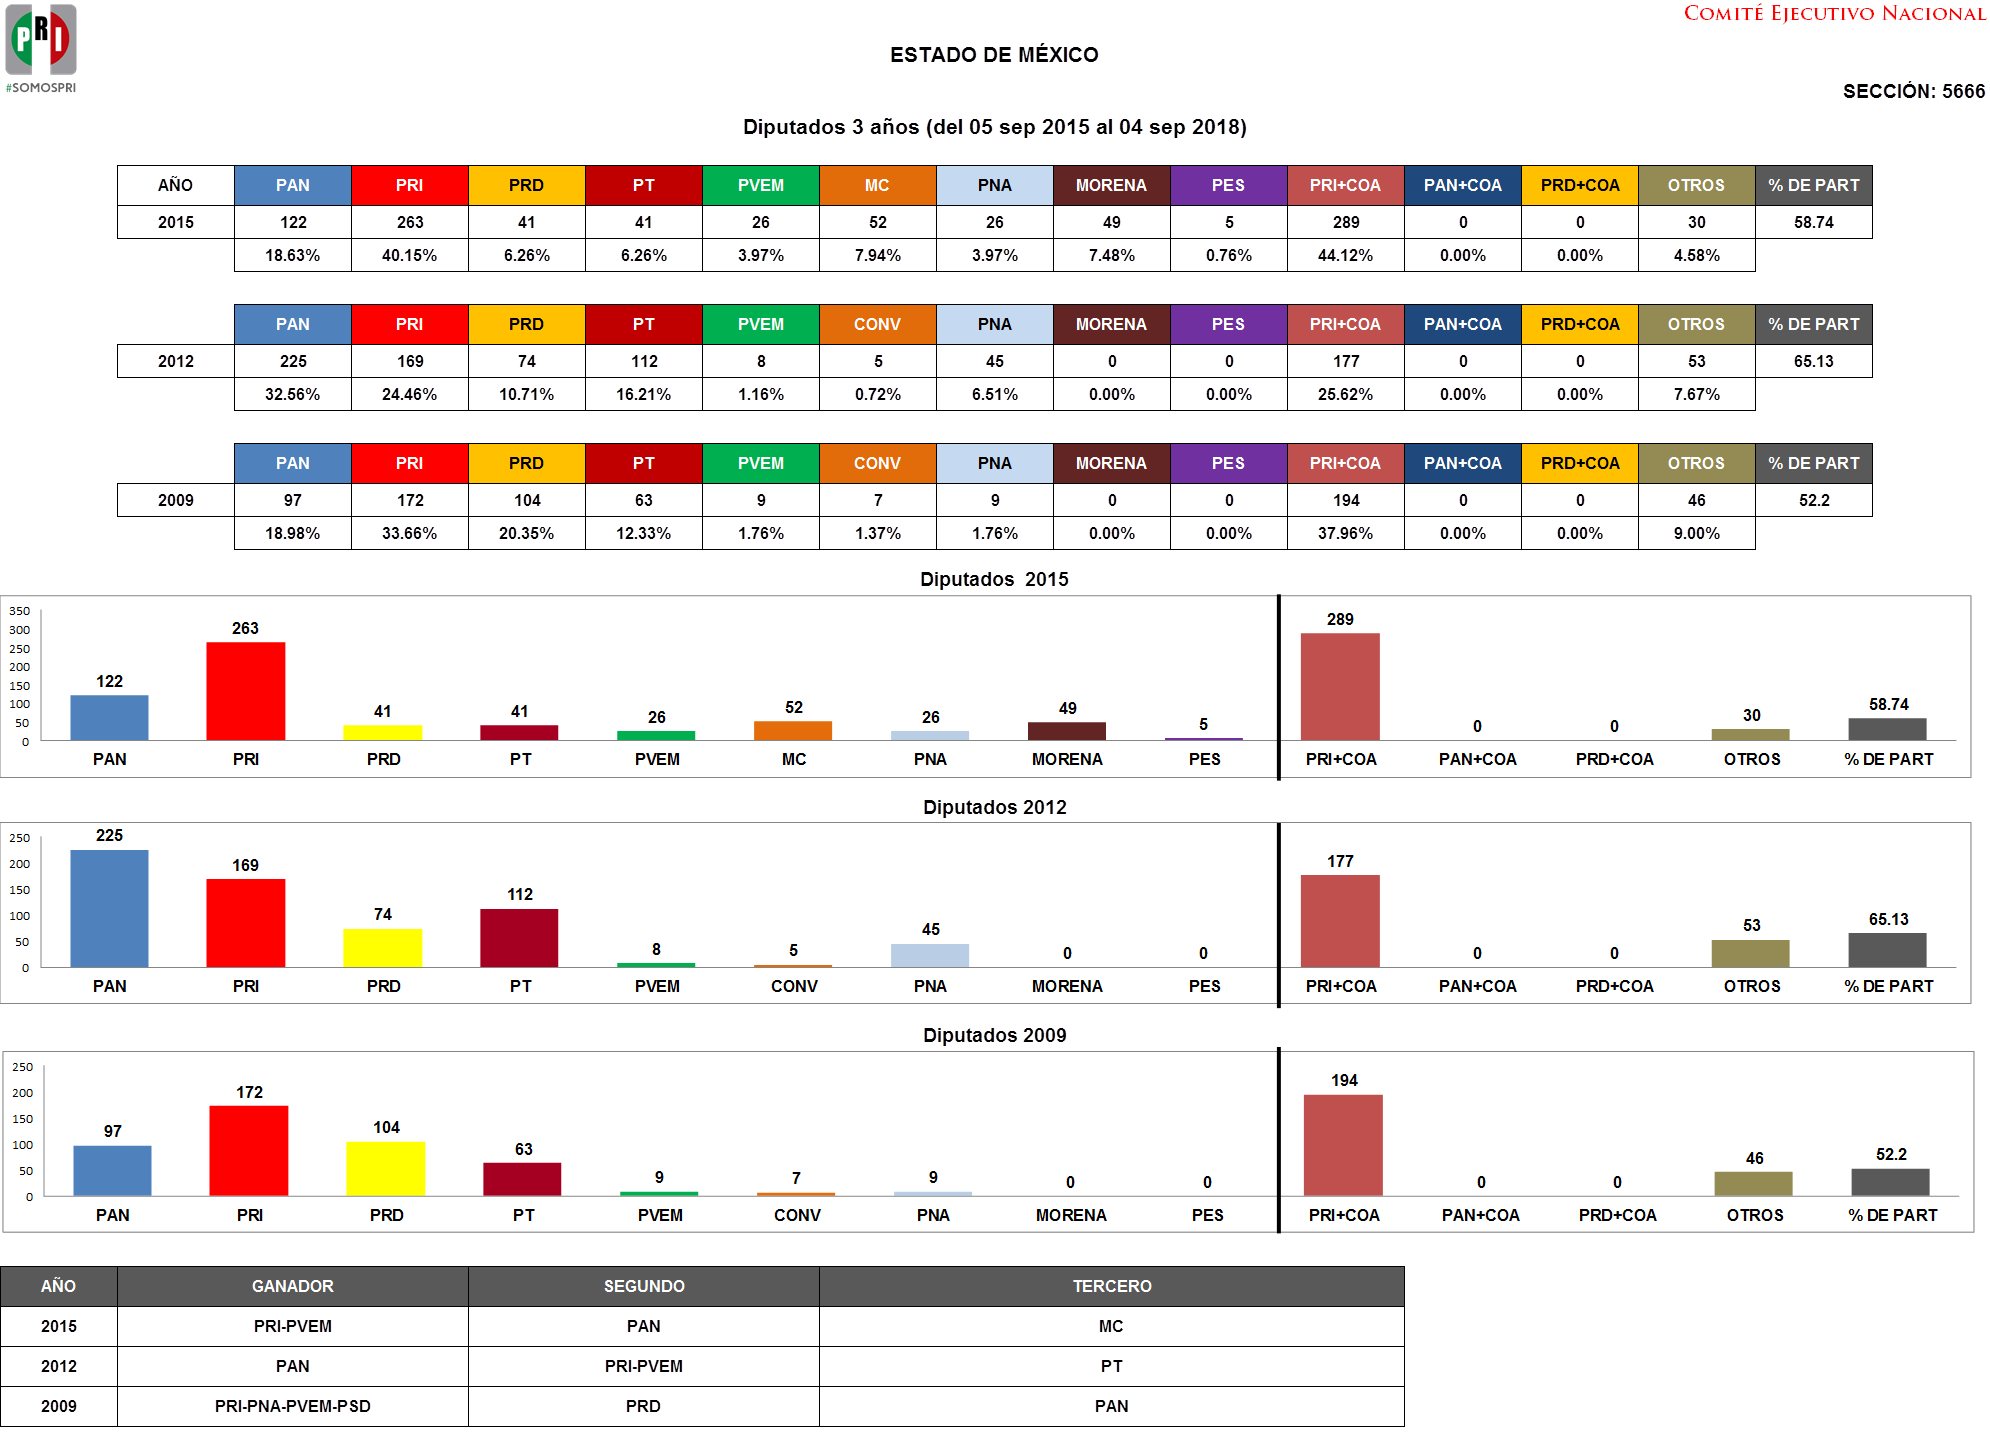 PRI
#SOMOSPRI
COMITÉ EJECUTIVO NACIONAL
ESTADO DE MÉXICO
SECCIÓN: 5666
Diputados 3 años (del 05 sep 2015 al 04 sep 2018)
AÑO PAN PRI PRD PT PVEM MC PNA MORENA PES PRI+COA PAN+COA PRD+COA OTROS % DE PART
2015 122 263 41 41 26 52 26 49 5 289 0 0 30 58.74
18.63% 40.15% 6.26% 6.26% 3.97% 7.94% 3.97% 7.48% 0.76% 44.12% 0.00% 0.00% 4.58%
PAN PRI PRD PT PVEM CONV PNA MORENA PES PRI+COA PAN+COA PRD+COA OTROS % DE PART
2012 225 169 74 112 8 5 45 0 0 177 0 0 53 65.13
32.56% 24.46% 10.71% 16.21% 1.16% 0.72% 6.51% 0.00% 0.00% 25.62% 0.00% 0.00% 7.67%
PAN PRI PRD PT PVEM CONV PNA MORENA PES PRI+COA PAN+COA PRD+COA OTROS % DE PART
2009 97 172 104 63 9 7 9 0 0 194 0 0 46 52.2
18.98% 33.66% 20.35% 12.33% 1.76% 1.37% 1.76% 0.00% 0.00% 37.96% 0.00% 0.00% 9.00%
Diputados 2015
350
300
250
200
150
100
50
0
122 263 41 41 26 52 26 49 5 289 0 0 30 58.74
PAN PRI PRD PT PVEM MC PNA MORENA PES PRI+COA PAN+COA PRD+COA OTROS % DE PART
Diputados 2012
250
200
150
100
50
0
225 169 74 112 8 5 45 0 0 177 0 0 53 65.13
PAN PRI PRD PT PVEM CONV PNA MORENA PES PRI+COA PAN+COA PRD+COA OTROS % DE PART
Diputados 2009
250
200
150
100
50
0
97 172 104 63 9 7 9 0 0 194 0 0 46 52.2
PAN PRI PRD PT PVEM CONV PNA MORENA PES PRI+COA PAN+COA PRD+COA OTROS % DE PART
AÑO GANADOR SEGUNDO TERCERO
2015 PRI-PVEM PAN MC
2012 PAN PRI-PVEM PT
2009 PRI-PNA-PVEM-PSD PRD PAN